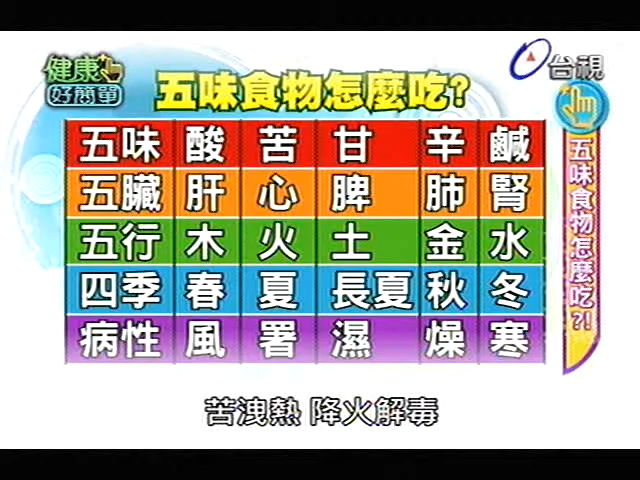 健康
好簡單
台視
五味食物怎麼吃?
五味 酸 苦 甘 辛 鹹
五臟 肝 心 脾 肺 腎
五行 木 火 土 金 水
四季 春 夏 長夏 秋 冬
病性 風 署 濕 燥 寒
五味食物怎麼吃?!
苦洩熱 降火解毒